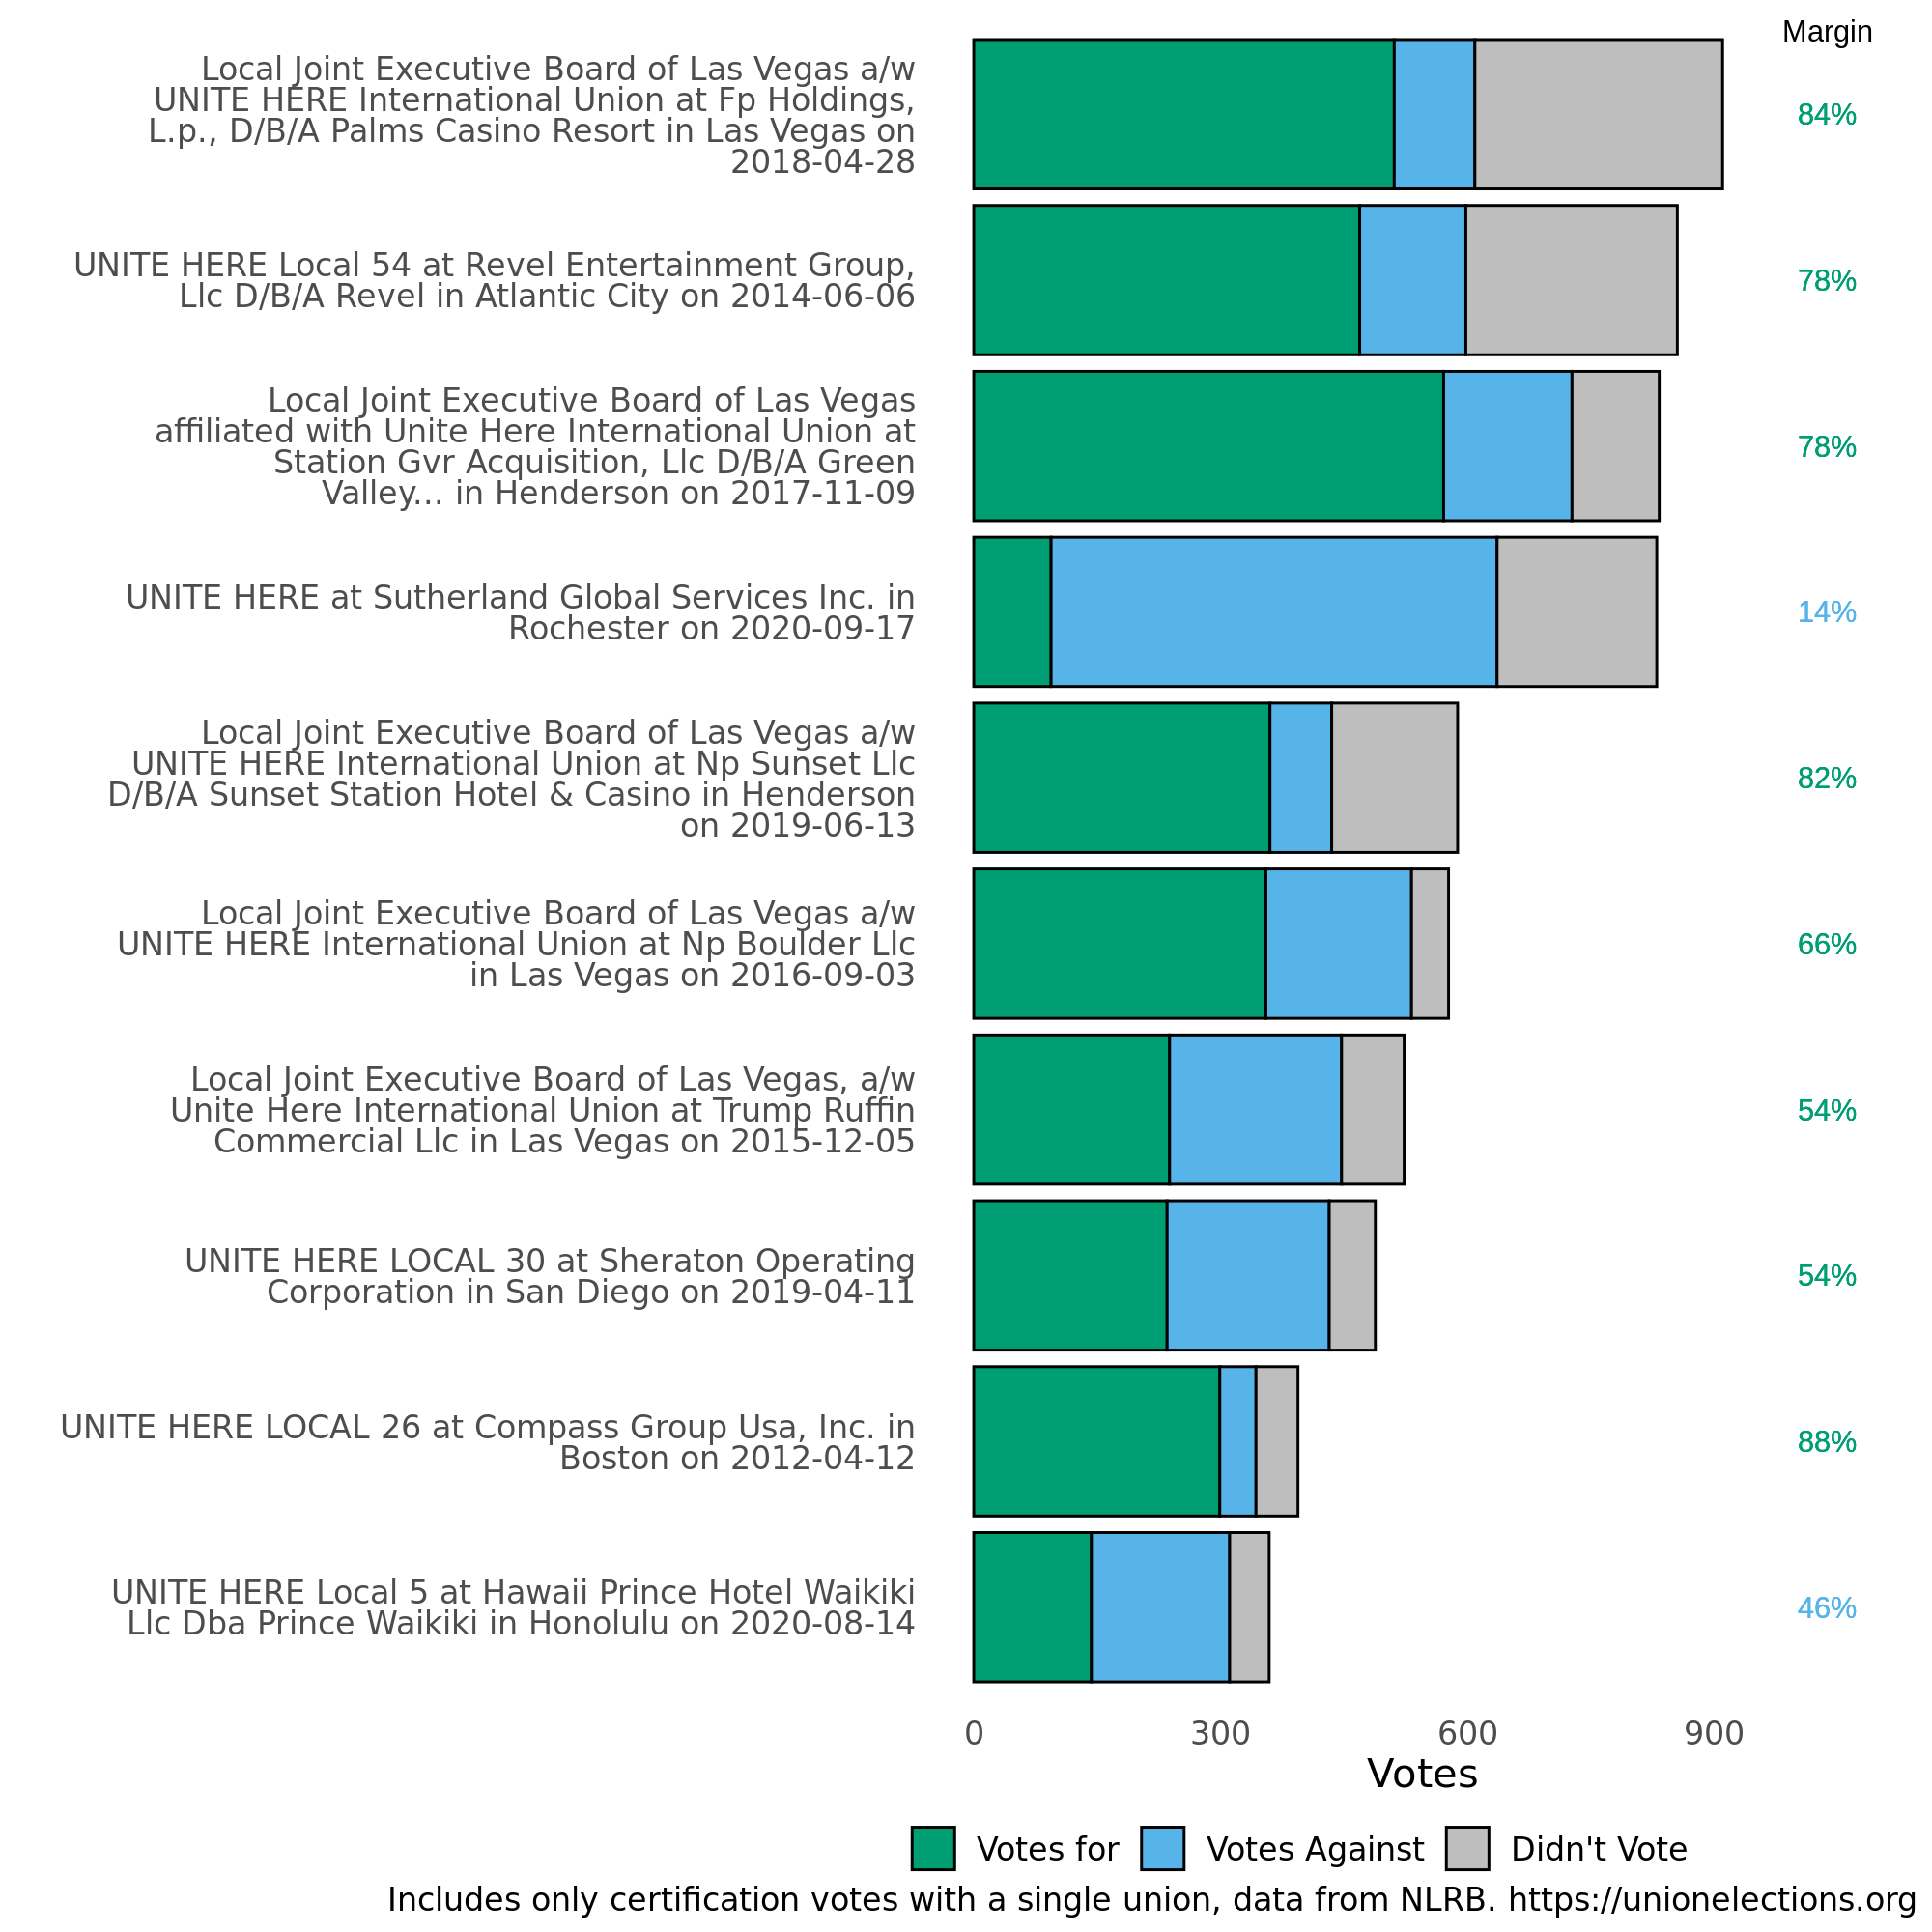 Margin
Local Joint Executive Board of Las Vegas a/w
UNITE HERE International Union at Fp Holdings,
L.p., D/B/A Palms Casino Resort in Las Vegas on
2018-04-28
84%
UNITE HERE Local 54 at Revel Entertainment Group,
Llc D/B/A Revel in Atlantic City on 2014-06-06
78%
Local Joint Executive Board of Las Vegas
affiliated with Unite Here International Union at
Station Gvr Acquisition, Llc D/B/A Green
Valley... in Henderson on 2017-11-09
78%
UNITE HERE at Sutherland Global Services Inc. in
Rochester on 2020-09-17
14%
Local Joint Executive Board of Las Vegas a/w
UNITE HERE International Union at Np Sunset Llc
D/B/A Sunset Station Hotel & Casino in Henderson
on 2019-06-13
82%
Local Joint Executive Board of Las Vegas a/w
UNITE HERE International Union at Np Boulder Llc
in Las Vegas on 2016-09-03
66%
Local Joint Executive Board of Las Vegas, a/w
Unite Here International Union at Trump Ruffin
Commercial Llc in Las Vegas on 2015-12-05
54%
UNITE HERE LOCAL 30 at Sheraton Operating
Corporation in San Diego on 2019-04-11
54%
UNITE HERE LOCAL 26 at Compass Group Usa, Inc. in
Boston on 2012-04-12
88%
UNITE HERE Local 5 at Hawaii Prince Hotel Waikiki
Llc Dba Prince Waikiki in Honolulu on 2020-08-14
46%
0 300 600 900
Votes
Votes for Votes Against Didn't Vote
Includes only certification votes with a single union, data from NLRB. https://unionelections.org